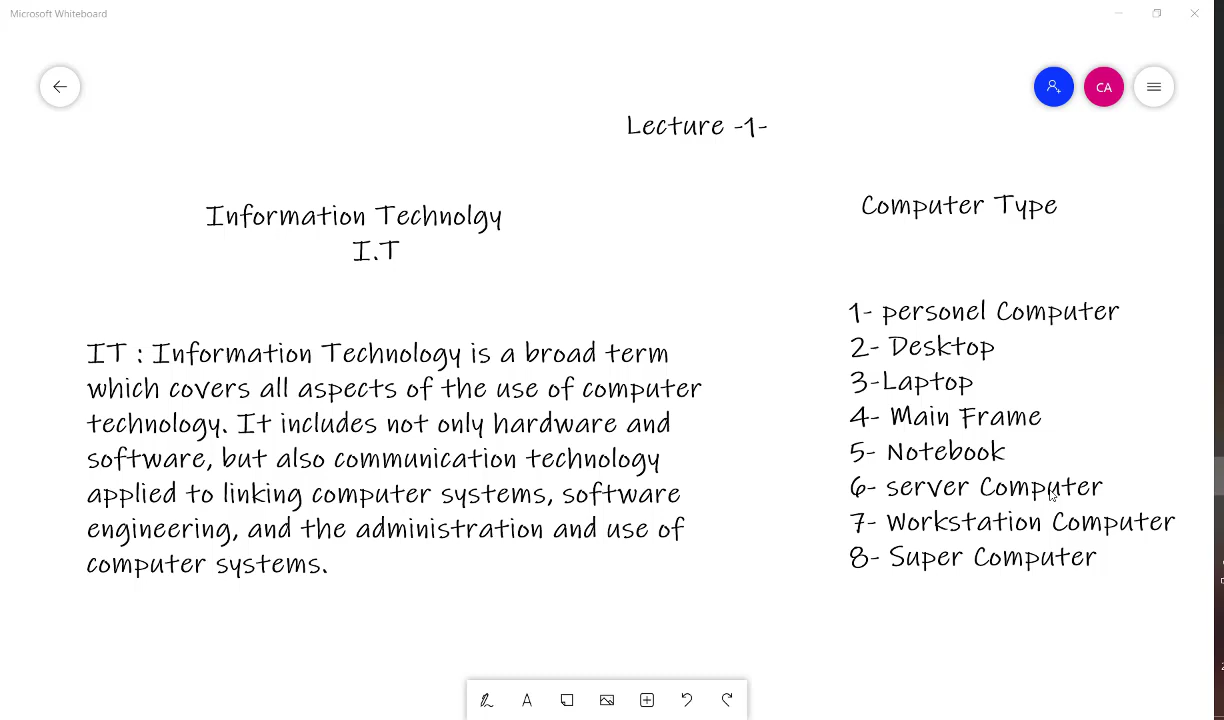 Microsoft Whiteboard
CA
Lecture -1-
Information Technolgy
I.T
IT : Information Technology is a broad term
which covers all aspects of the use of computer
technology. It includes not only hardware and
software, but also communication technology
applied to linking computer systems, software
engineering, and the administration and use of
computer systems.
Computer Type
1- personel Computer
2- Desktop
3-Laptop
4- Main Frame
5- Notebook
6- server Computer
7- Workstation Computer
8- Super Computer